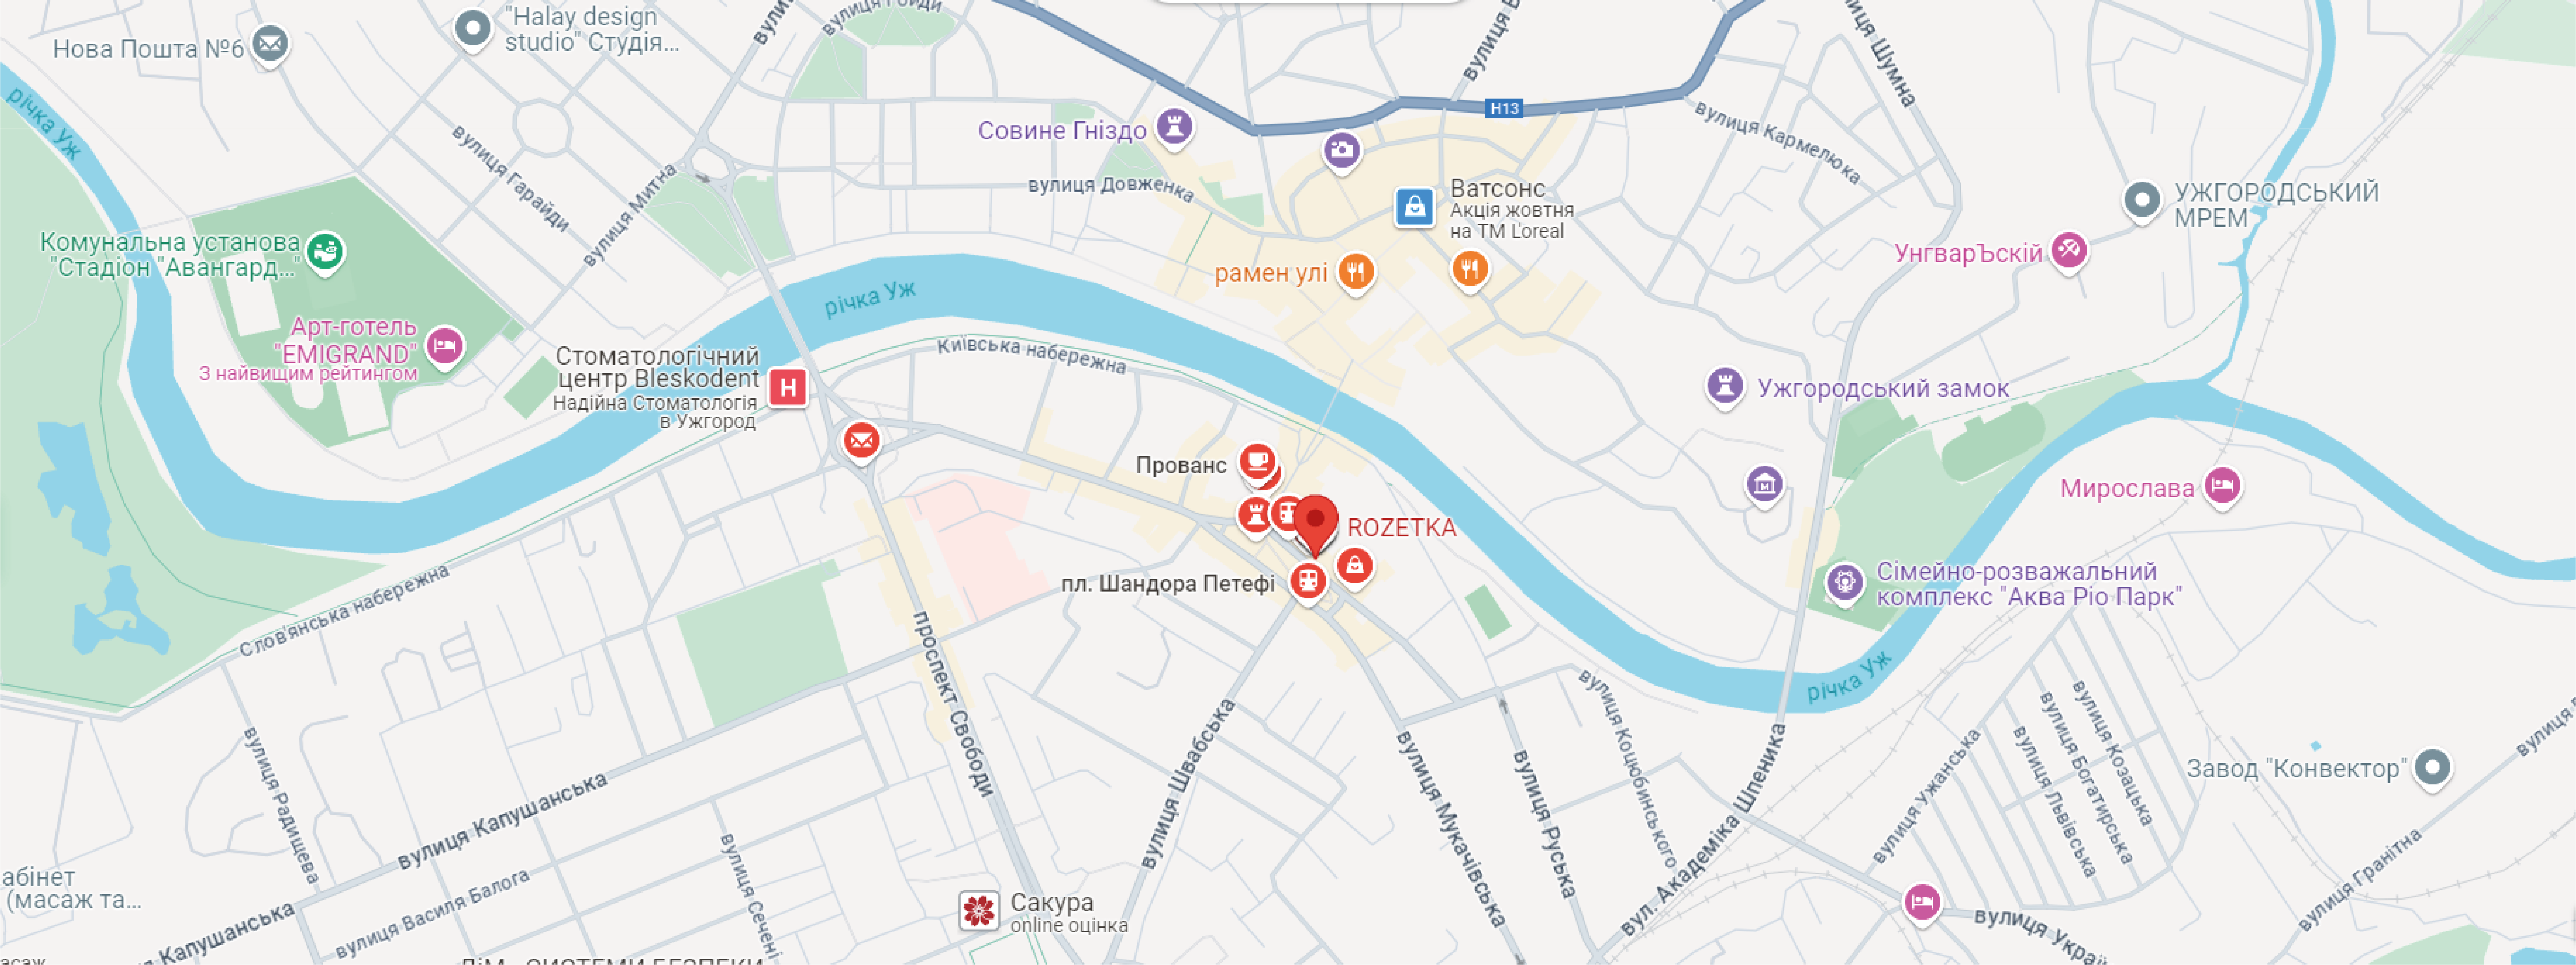 "Halay design
studio" Студія...
Нова Пошта №6
річка Уж
вулиця Гарайди
вулиця Митна
Комунальна установа
"Стадіон "Авангард..."
Арт-готель
"EMIGRAND"
З найвищим рейтингом
Стоматологічний
центр Bleskodent
Надійна Стоматологія
в Ужгород
річка Уж
Київська набережна
Совине Гніздо
вулиця Довженка
H13
Ватсонс
Акція жовтня
на ТМ L'oreal
рамен улі
вулиця Шумна
вулиця Кармелюка
УЖГОРОДСЬКИЙ
МРЕМ
УнгварЪскій
Ужгородський замок
Мирослава
Сімейно-розважальний
комплекс "Аква Ріо Парк"
річка Уж
Прованс
ROZETKA
пл. Шандора Петефі
Слов'янська набережна
вулиця Радищева
вулиця Капушанська
Капушанська
вулиця Василя Балога
вулиця Сечені
проспект Свободи
вулиця Швабська
вулиця Мукачівська
вулиця Руська
вулиця Коцюбинського
вул. Академіка Шпеника
вулиця Ужанська
вулиця Львівська
вулиця Богатирська
вулиця Козацька
Завод "Конвектор"
вулиця Гранітна
вулиця
вулиця Украї
Сакура
online оцінка
абінет
(масаж та...